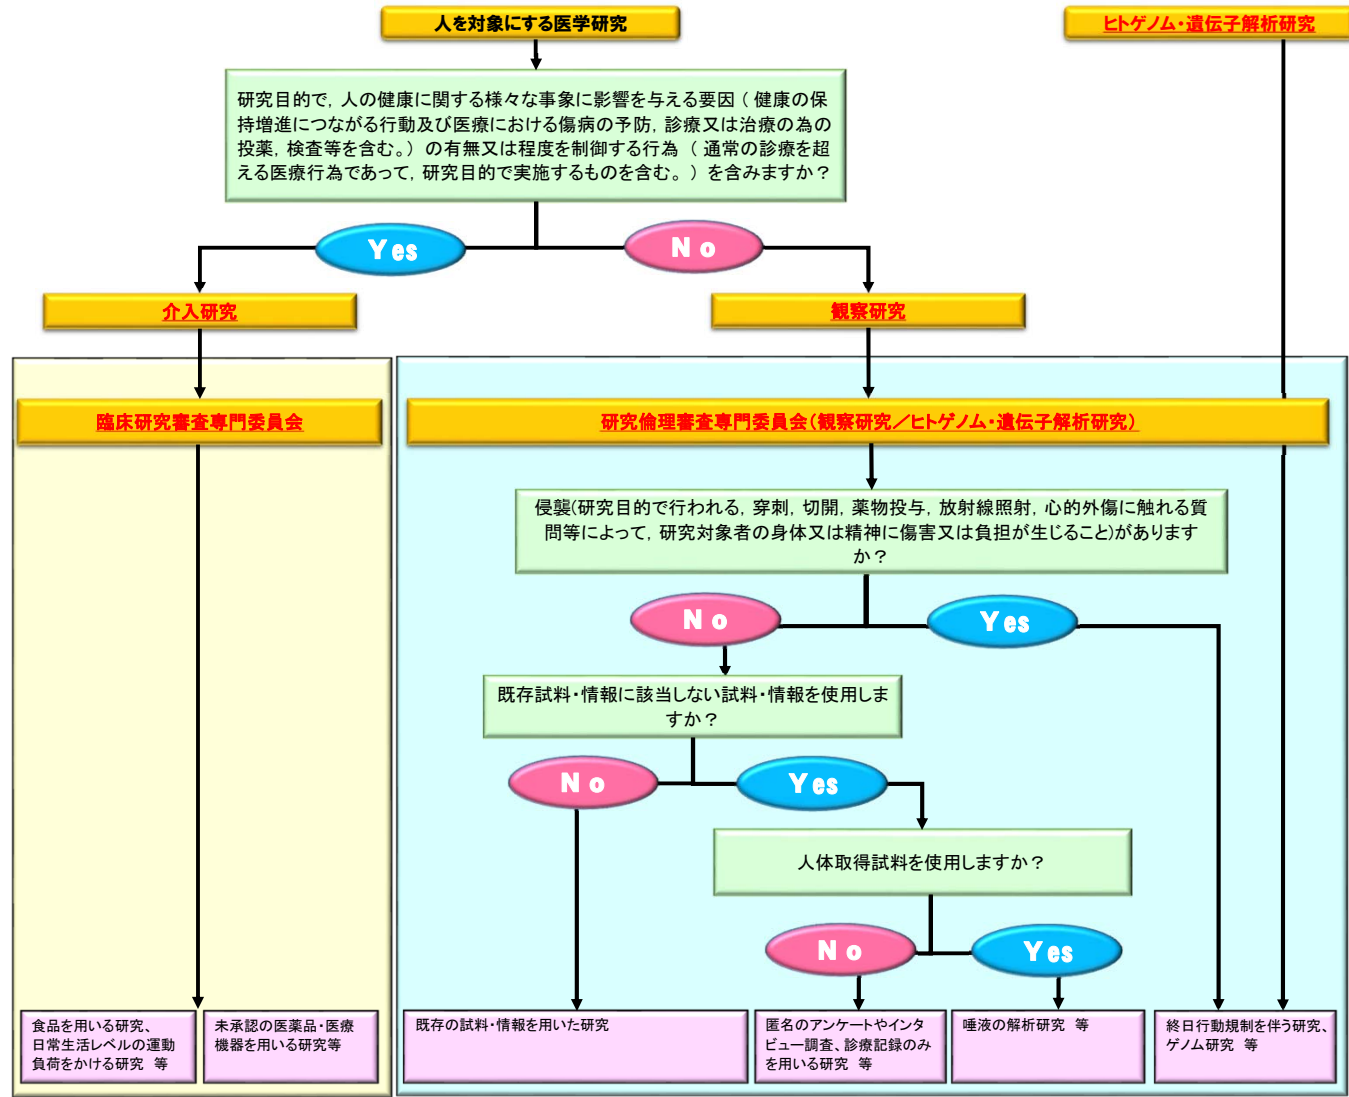 人を対象にする医学研究
ヒトゲノム・遺伝子解析研究
研究目的で，人の健康に関する様々な事象に影響を与える要因（健康の保
持増進につながる行動及び医療における傷病の予防，診療又は治療の為の
投薬，検査等を含む。）の有無又は程度を制御する行為（通常の診療を超
える医療行為であって，研究目的で実施するものを含む。）を含みますか？
Yes
No
介入研究
観察研究
臨床研究審査専門委員会
研究倫理審査専門委員会（観察研究／ヒトゲノム・遺伝子解析研究）
侵襲（研究目的で行われる，穿刺，切開，薬物投与，放射線照射，心的外傷に触れる質
問等によって，研究対象者の身体又は精神に傷害又は負担が生じること）があります
か？
No
Yes
既存試料・情報に該当しない試料・情報を使用しま
すか？
No
Yes
人体取得試料を使用しますか？
No
Yes
食品を用いる研究、
日常生活レベルの運動
負荷をかける研究　等
未承認の医薬品・医療
機器を用いる研究等
既存の試料・情報を用いた研究
匿名のアンケートやインタ
ビュー調査、診療記録のみ
を用いる研究　等
唾液の解析研究　等
終日行動規制を伴う研究、
ゲノム研究　等